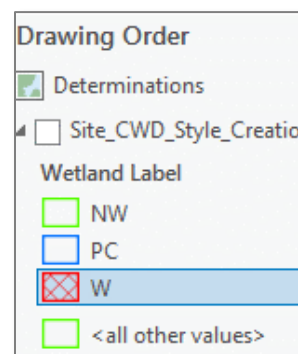 Drawing Order
Determinations
Site_CWD_Style_Creatio
Wetland Label
NW
PC
W
<all other values>